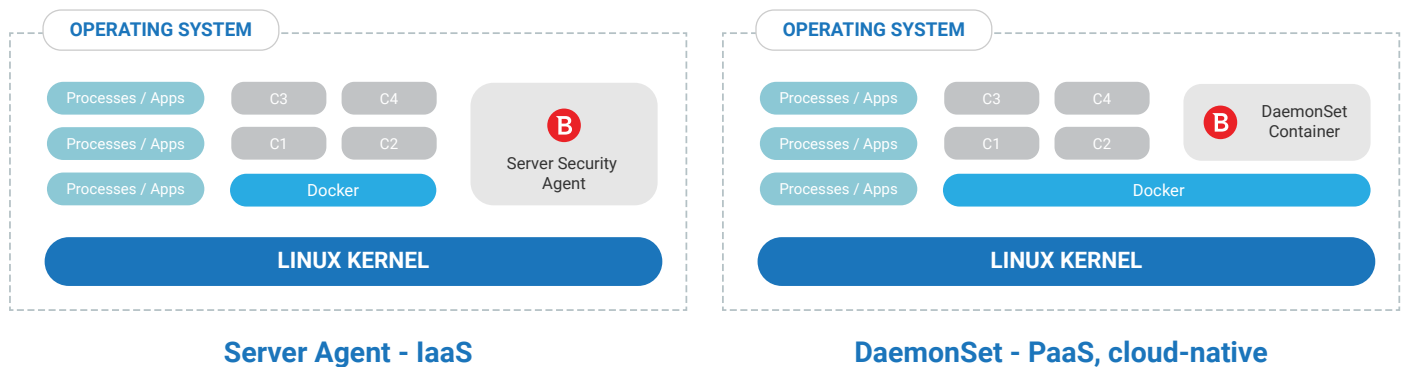 OPERATING SYSTEM
Processes / Apps
C3
C4
Processes / Apps
C1
C2
Processes / Apps
Docker
B
Server Security
Agent
LINUX KERNEL
Server Agent - IaaS
OPERATING SYSTEM
Processes / Apps
C3
C4
Processes / Apps
C1
C2
Processes / Apps
Docker
B
DaemonSet
Container
LINUX KERNEL
DaemonSet - PaaS, cloud-native